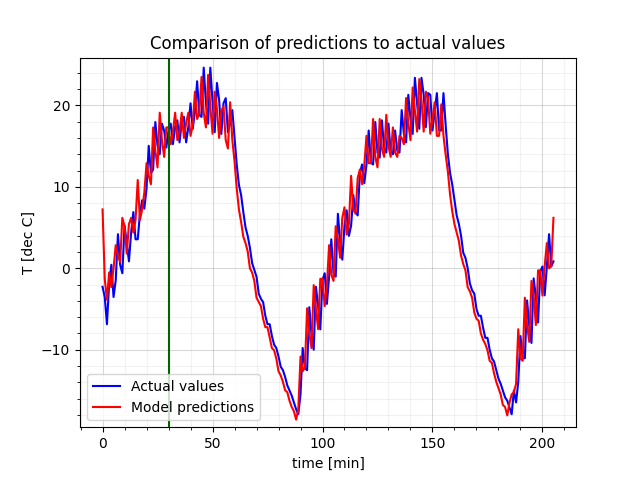 Comparison of predictions to actual values
T [dec C]
20
10
0
−10
Actual values
Model predictions
0
50
100
150
200
time [min]